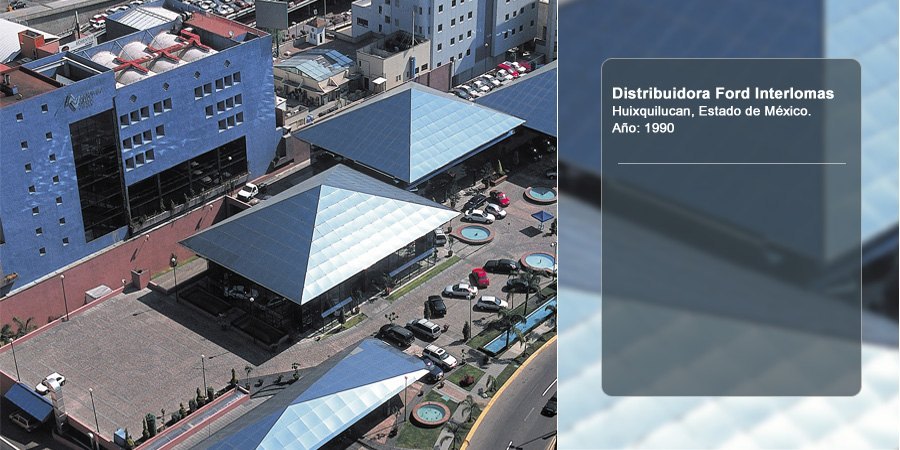 Distribuidora Ford Interlomas
Huixquilucan, Estado de México.
Año: 1990